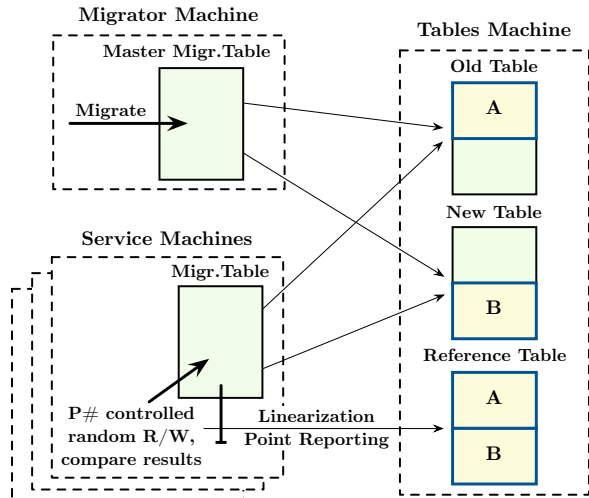 Migrator Machine
Master Migr.Table
Migrate
Tables Machine
Old Table
A
New Table
B
Service Machines
Migr.Table
P# controlled
random R/W,
compare results
Linearization
Point Reporting
Reference Table
A
B